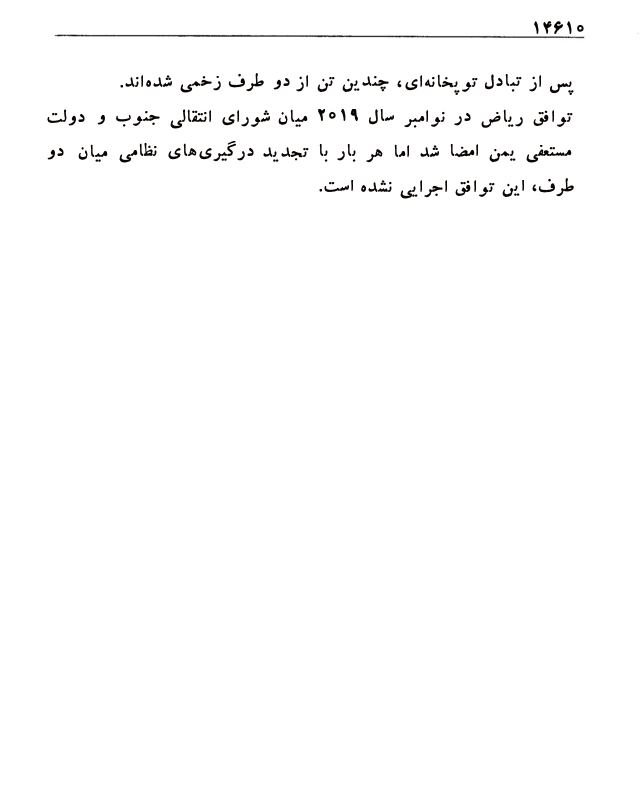 ۱۴۶۱۰
پس از تبادل توپخانه‌ای، چندین تن از دو طرف زخمی شده‌اند.
توافق ریاض در نوامبر سال ۲۰۱۹ میان شورای انتقالی جنوب و دولت
مستعفی یمن امضا شد اما هر بار با تجدید درگیری‌های نظامی میان دو
طرف، این توافق اجرایی نشده است.